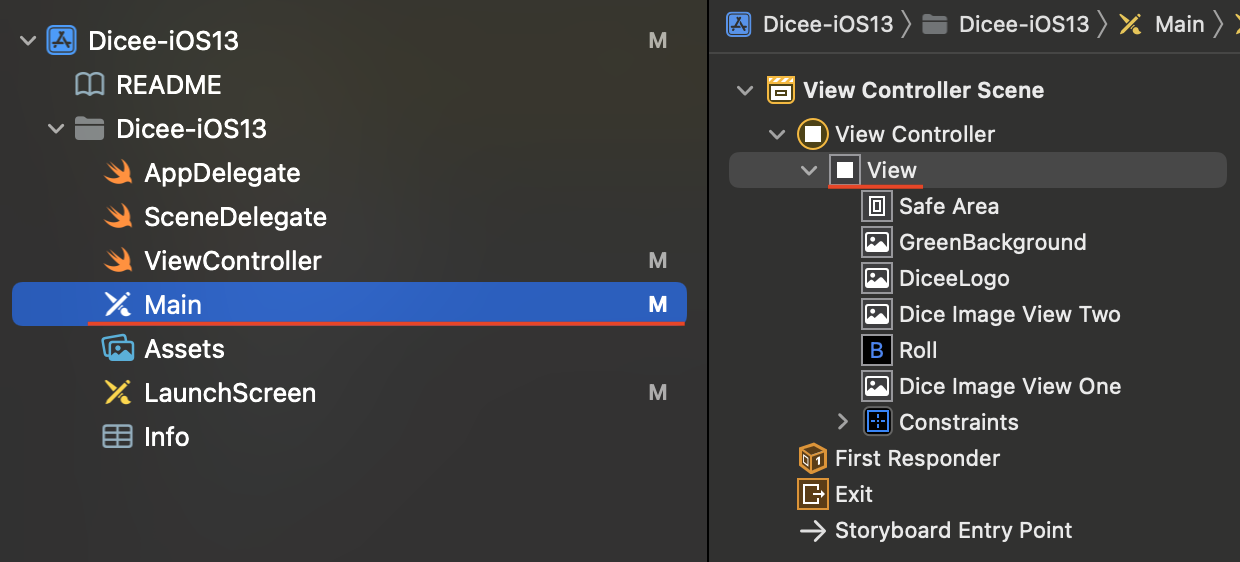 Dicee-iOS13 M
README
Dicee-iOS13
AppDelegate
SceneDelegate
ViewController M
Main M
Assets
LaunchScreen M
Info
Dicee-iOS13 Dicee-iOS13 Main
View Controller Scene
View Controller
View
Safe Area
GreenBackground
DiceeLogo
Dice Image View Two
B Roll
Dice Image View One
Constraints
First Responder
Exit
Storyboard Entry Point